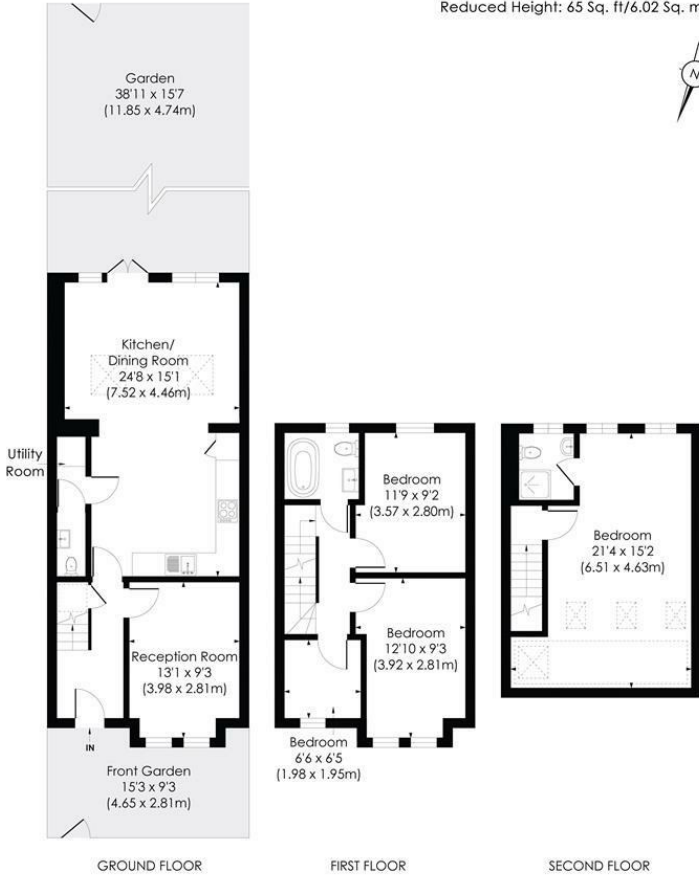 Reduced Height: 65 Sq. ft/6.02 Sq. m
N
Garden
38'11 x 15'7
(11.85 x 4.74m)
Kitchen/
Dining Room
24'8 x 15'1
(7.52 x 4.46m)
Utility
Room
Reception Room
13'1 x 9'3
(3.98 x 2.81m)
IN
Front Garden
15'3 x 9'3
(4.65 x 2.81m)
GROUND FLOOR
Bedroom
11'9 x 9'2
(3.57 x 2.80m)
Bedroom
12'10 x 9'3
(3.92 x 2.81m)
Bedroom
6'6 x 6'5
(1.98 x 1.95m)
FIRST FLOOR
Bedroom
21'4 x 15'2
(6.51 x 4.63m)
SECOND FLOOR